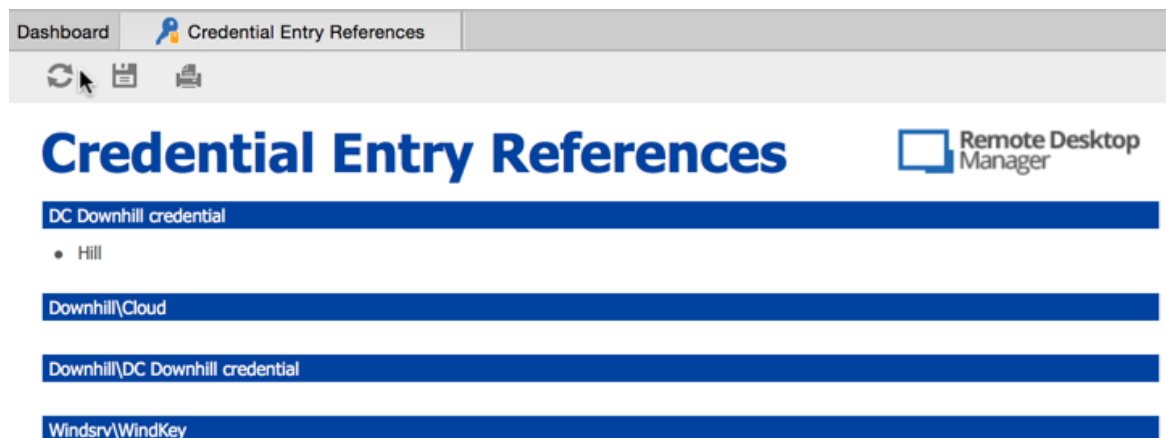 Dashboard
Credential Entry References
Credential Entry References
Remote Desktop
Manager
DC Downhill credential
• Hill
Downhill\Cloud
Downhill\DC Downhill credential
Windsrv\WindKey